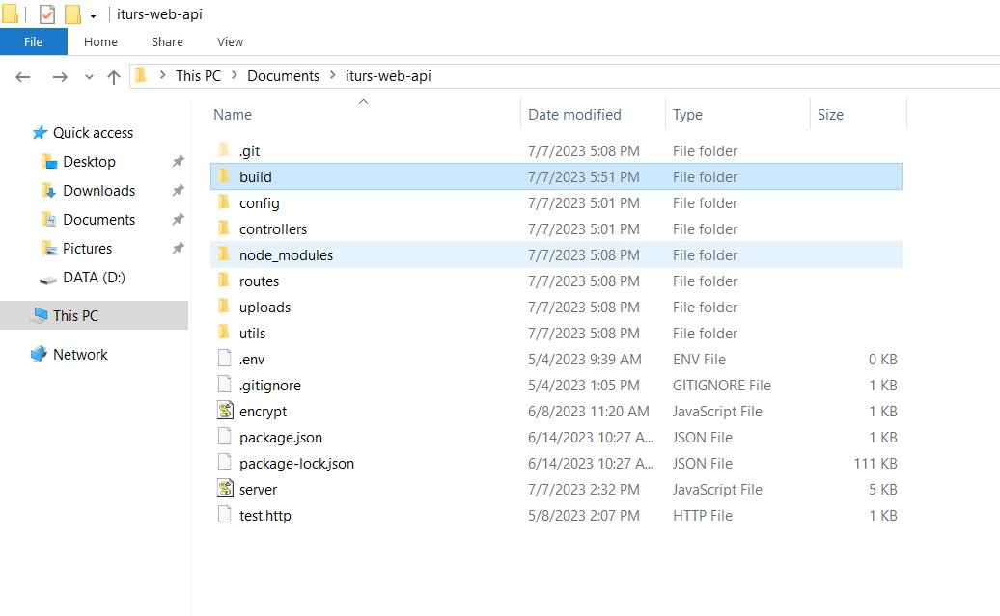 iturs-web-api
File Home Share View
This PC Documents iturs-web-api
Name Date modified Type Size
Quick access
Desktop
Downloads
Documents
Pictures
DATA (D:)
This PC
Network
.git 7/7/2023 5:08 PM File folder
build 7/7/2023 5:51 PM File folder
config 7/7/2023 5:01 PM File folder
controllers 7/7/2023 5:01 PM File folder
node_modules 7/7/2023 5:08 PM File folder
routes 7/7/2023 5:08 PM File folder
uploads 7/7/2023 5:08 PM File folder
utils 7/7/2023 5:08 PM File folder
.env 5/4/2023 9:39 AM ENV File 0 KB
.gitignore 5/4/2023 1:05 PM GITIGNORE File 1 KB
encrypt 6/8/2023 11:20 AM JavaScript File 1 KB
package.json 6/14/2023 10:27 A... JSON File 1 KB
package-lock.json 6/14/2023 10:27 A... JSON File 111 KB
server 7/7/2023 2:32 PM JavaScript File 5 KB
test.http 5/8/2023 2:07 PM HTTP File 1 KB